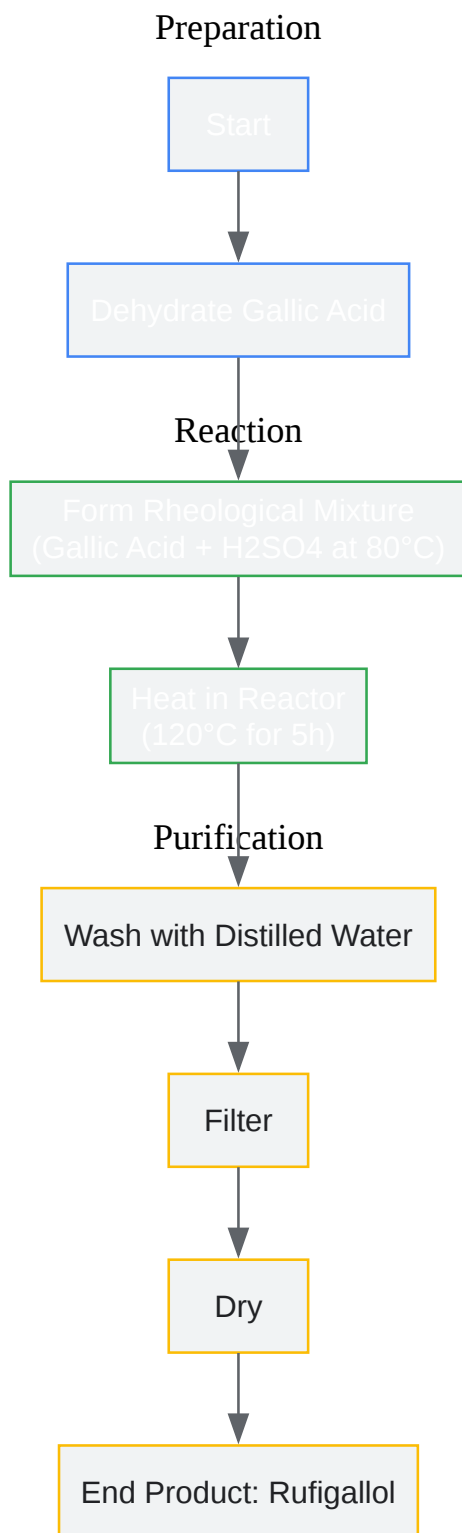 Preparation
Start
Dehydrate Gallic Acid
Reaction
Form Rheological Mixture
(Gallic Acid + H2SO4 at 80°C)
Heat in Reactor
(120°C for 5h)
Purification
Wash with Distilled Water
Filter
Dry
End Product: Rufigallol